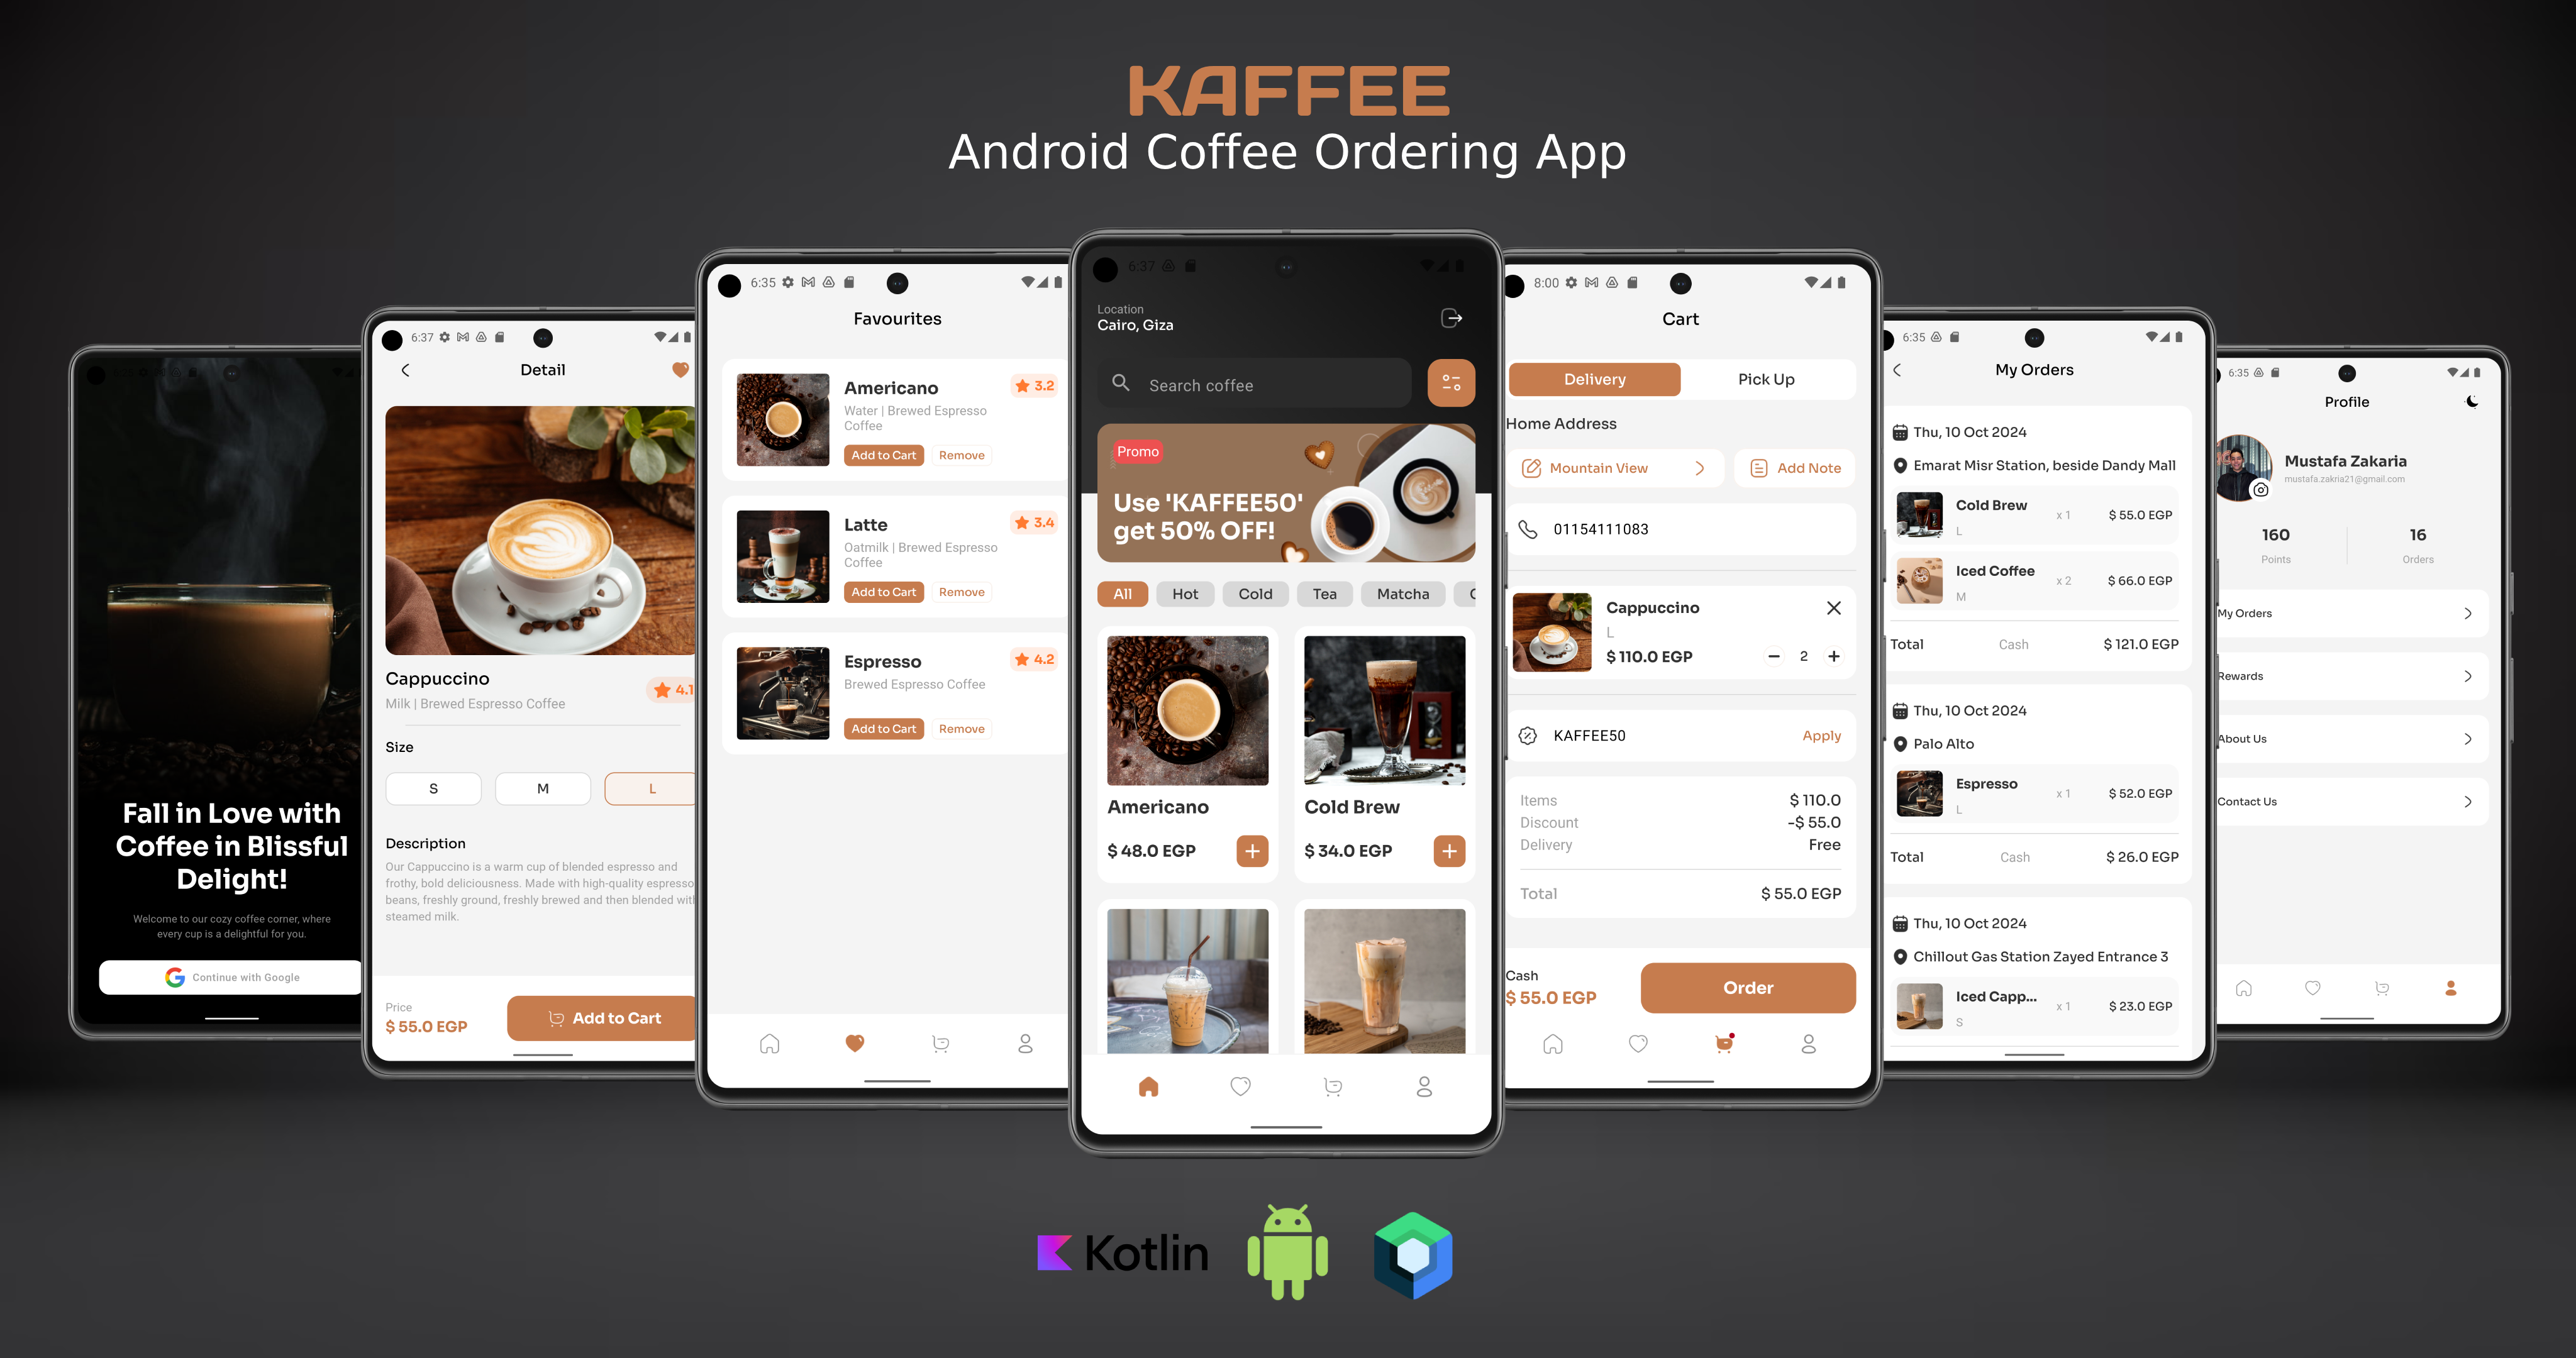 KAFFEE
Android Coffee Ordering App
Fall in Love with
Coffee in Blissful
Delight!
Welcome to our cozy coffee corner, where
every cup is a delightful for you.
Continue with Google
6:37
Detail
Cappuccino
4.1
Milk | Brewed Espresso Coffee
Size
S
M
L
Description
Our Cappuccino is a warm cup of blended espresso and
frothy, bold deliciousness. Made with high-quality espresso
beans, freshly ground, freshly brewed and then blended with
steamed milk.
Price
$ 55.0 EGP
Add to Cart
6:35
Favourites
Americano
3.2
Water | Brewed Espresso
Coffee
Add to Cart
Remove
Latte
3.4
Oatmilk | Brewed Espresso
Coffee
Add to Cart
Remove
Espresso
4.2
Brewed Espresso Coffee
Add to Cart
Remove
6:37
Location
Cairo, Giza
Search coffee
Promo
Use 'KAFFEE50'
get 50% OFF!
All
Hot
Cold
Tea
Matcha
Americano
$ 48.0 EGP
Cold Brew
$ 34.0 EGP
8:00
Cart
Delivery
Pick Up
Home Address
Mountain View
Add Note
01154111083
Cappuccino
L
$ 110.0 EGP
2
KAFFEE50
Apply
Items $ 110.0
Discount -$ 55.0
Delivery Free
Total $ 55.0 EGP
Cash
$ 55.0 EGP
Order
6:35
My Orders
Thu, 10 Oct 2024
Emarat Misr Station, beside Dandy Mall
Cold Brew
L
x 1
$ 55.0 EGP
Iced Coffee
M
x 2
$ 66.0 EGP
Total Cash $ 121.0 EGP
Thu, 10 Oct 2024
Palo Alto
Espresso
L
x 1
$ 52.0 EGP
Total Cash $ 26.0 EGP
Thu, 10 Oct 2024
Chillout Gas Station Zayed Entrance 3
Iced Capp...
S
x 1
$ 23.0 EGP
6:35
Profile
Mustafa Zakaria
mustafa.zakria21@gmail.com
160
Points
16
Orders
My Orders
Rewards
About Us
Contact Us
Kotlin